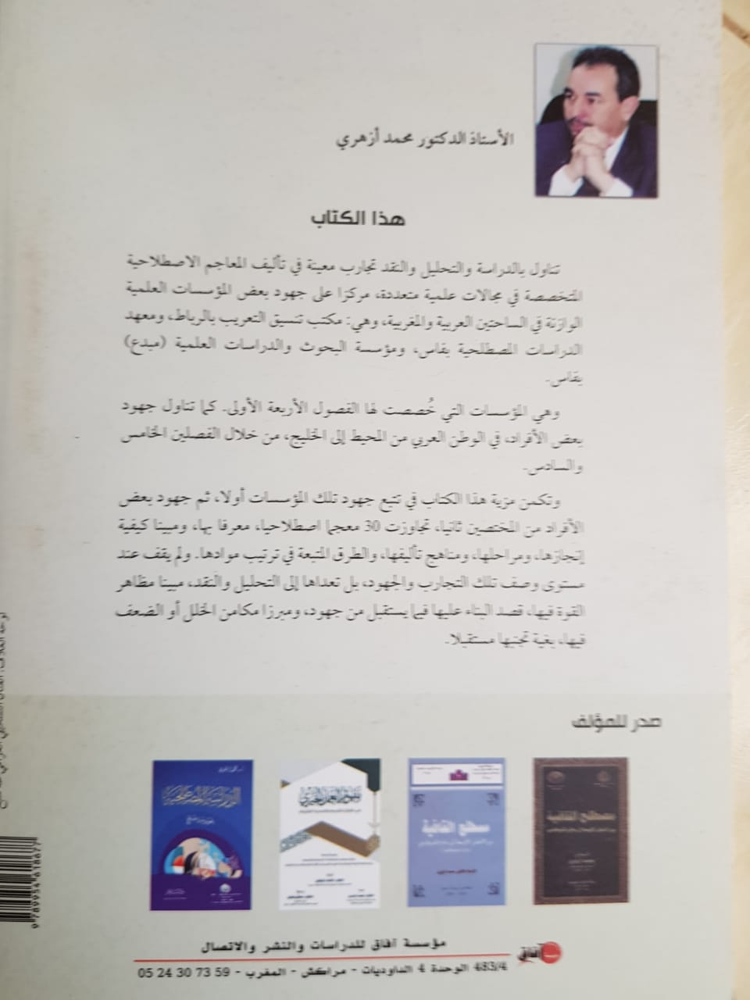 الأستاذ الدكتور محمد أزهري
هذا الكتاب
تناول بالدراسة والتحليل والنقد تجارب معينة في تأليف المعاجم الاصطلاحية
المتخصصة في مجالات علمية متعددة، مركزا على جهود بعض المؤسسات العلمية
الوازنة في الساحتين العربية والمغربية، وهي: مكتب تنسيق التعريب بالرباط، ومعهد
الدراسات المصطلحية بفاس، ومؤسسة البحوث والدراسات العلمية (مبدع)
بفاس.
وهي المؤسسات التي خُصصت لها الفصول الأربعة الأولى. كما تناول جهود
بعض الأفراد، في الوطن العربي من المحيط إلى الخليج، من خلال الفصلين الخامس
والسادس.
وتكمن مزية هذا الكتاب في تتبع جهود تلك المؤسسات أولا، ثم جهود بعض
الأفراد من المختصين ثانيا، تجاوزت 30 معجما اصطلاحيا، معرفا بها، ومبينا كيفية
إنجازها، ومراحلها، ومناهج تأليفها، والطرق المتبعة في ترتيب موادها. ولم يقف عند
مستوى وصف تلك التجارب والجهود، بل تعداها إلى التحليل والنقد، مبينا مظاهر
القوة فيها، قصد البناء عليها فيما يستقبل من جهود، ومبرزا مكامن الخلل أو الضعف
فيها، بغية تجنبها مستقبلا.
صدر للمؤلف
مصطلح القافية
مصطلح القافية
الدراسة المصطلحية
9789954618677
مؤسسة آفاق للدراسات والنشر والاتصال
آفاق
483/4 الوحدة 4 الداوديات - مراكش - المغرب - 05 24 30 73 59